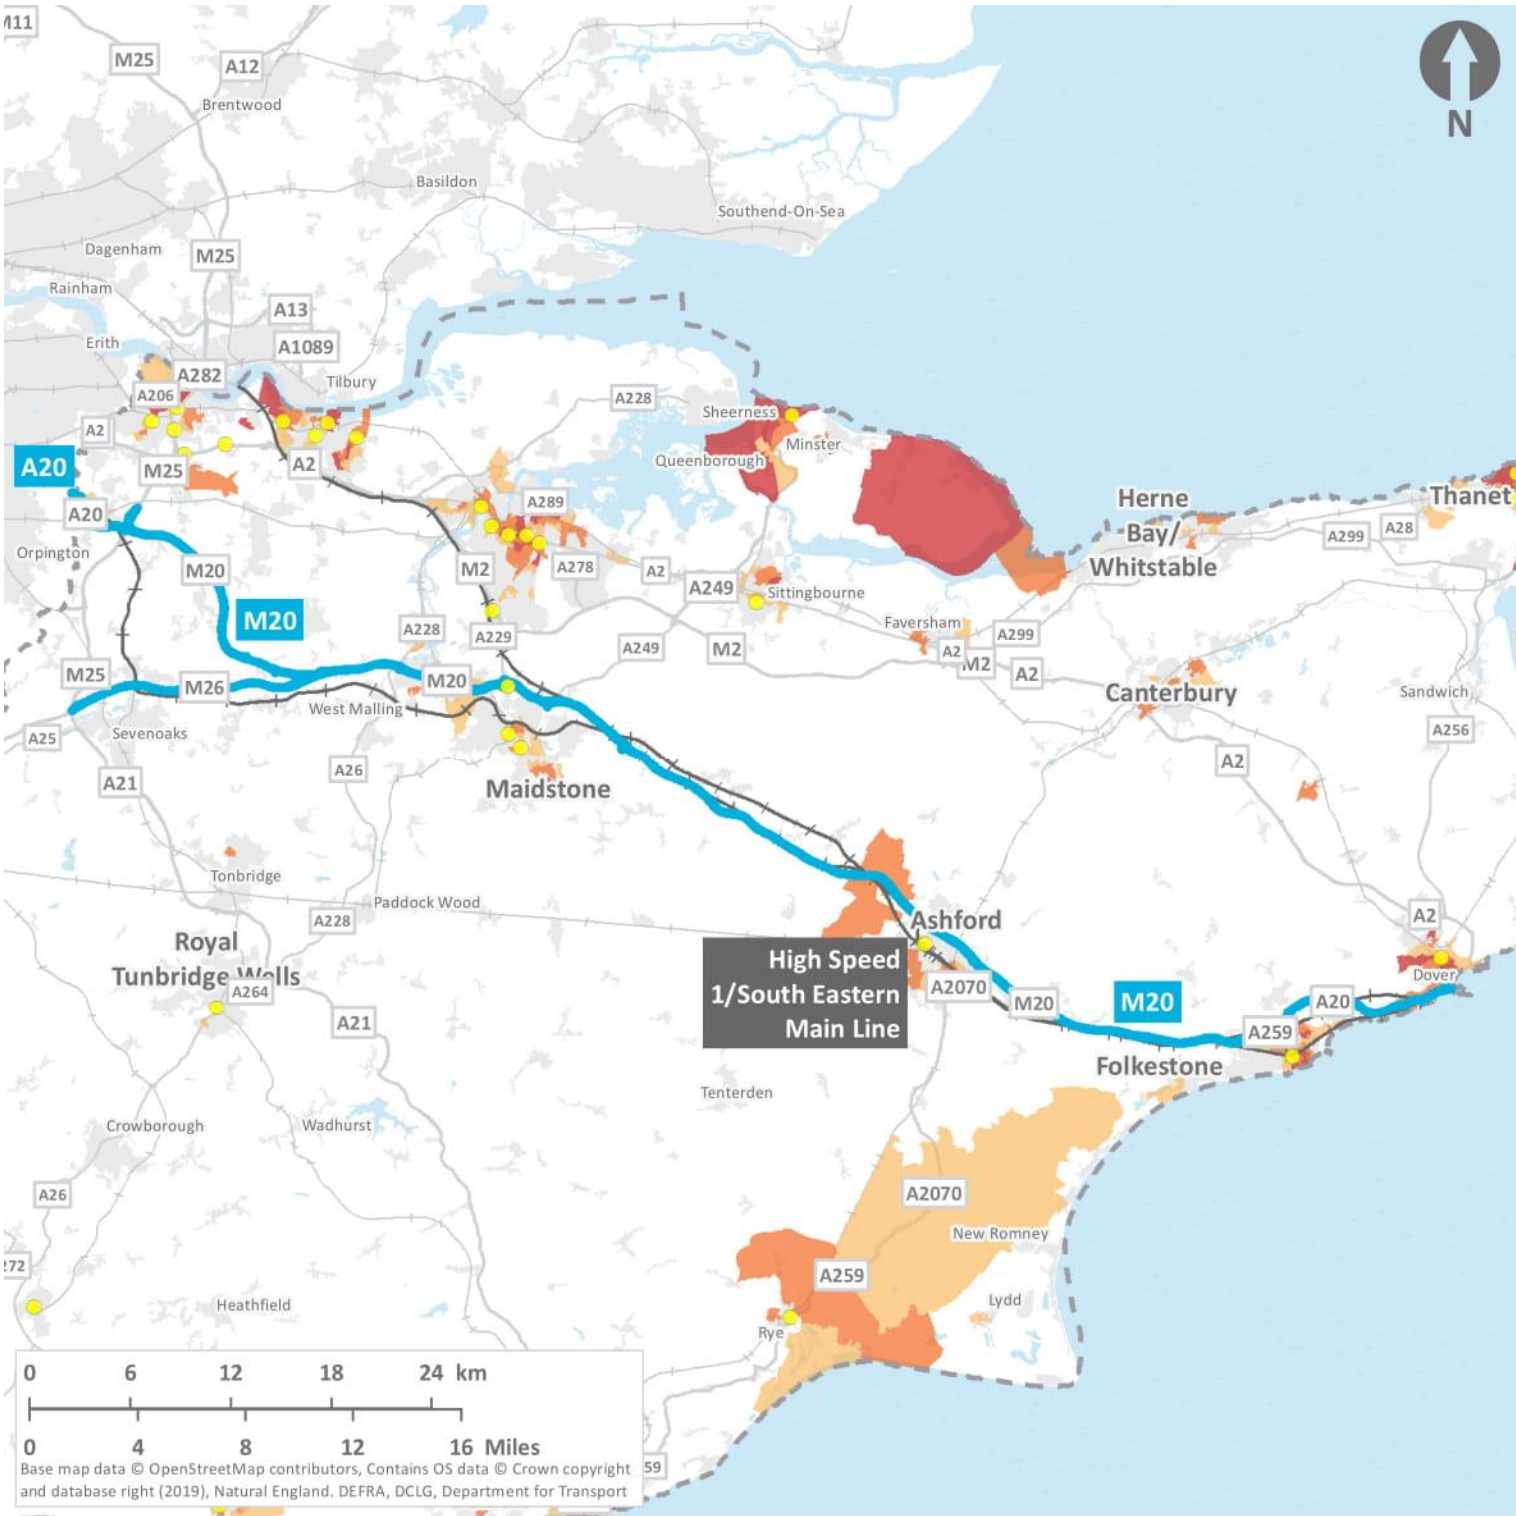 M11
M25
A12
N
Brentwood
Basildon
Southend-On-Sea
Dagenham
M25
Rainham
A13
Erith
A1089
A282
Tilbury
A206
A228
Sheerness
A2
Minster
Queenborough
A20
M25
A2
A289
Herne
Bay/
Whitstable
Thanet
A20
A28
A299
Orpington
M20
M2
A278
A2
A249
Sittingbourne
M20
A228
A229
Faversham
A299
A249
M2
A2
M2
A2
M25
M26
M20
Canterbury
Sandwich
West Malling
Sevenoaks
A25
A256
A26
A21
A2
Maidstone
Tonbridge
Paddock Wood
A228
Ashford
A2
Royal
Tunbridge Wells
A264
High Speed
1/South Eastern
Main Line
Dover
A2070
M20
M20
A20
A21
A259
Folkestone
Tenterden
Crowborough
Wadhurst
A26
A2070
New Romney
272
A259
Heathfield
Lydd
Rye
0 6 12 18 24 km
0 4 8 12 16 Miles
Base map data © OpenStreetMap contributors, Contains OS data © Crown copyright
and database right (2019), Natural England. DEFRA, DCLG, Department for Transport
59